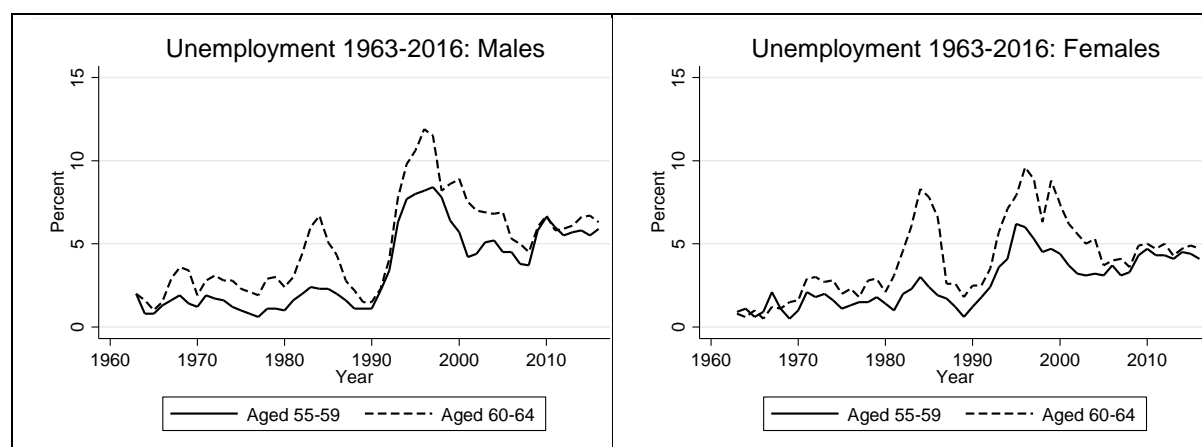 Unemployment 1963-2016: Males
15
10
5
0
Percent
1960 1970 1980 1990 2000 2010
Year
Aged 55-59 Aged 60-64
Unemployment 1963-2016: Females
15
10
5
0
Percent
1960 1970 1980 1990 2000 2010
Year
Aged 55-59 Aged 60-64